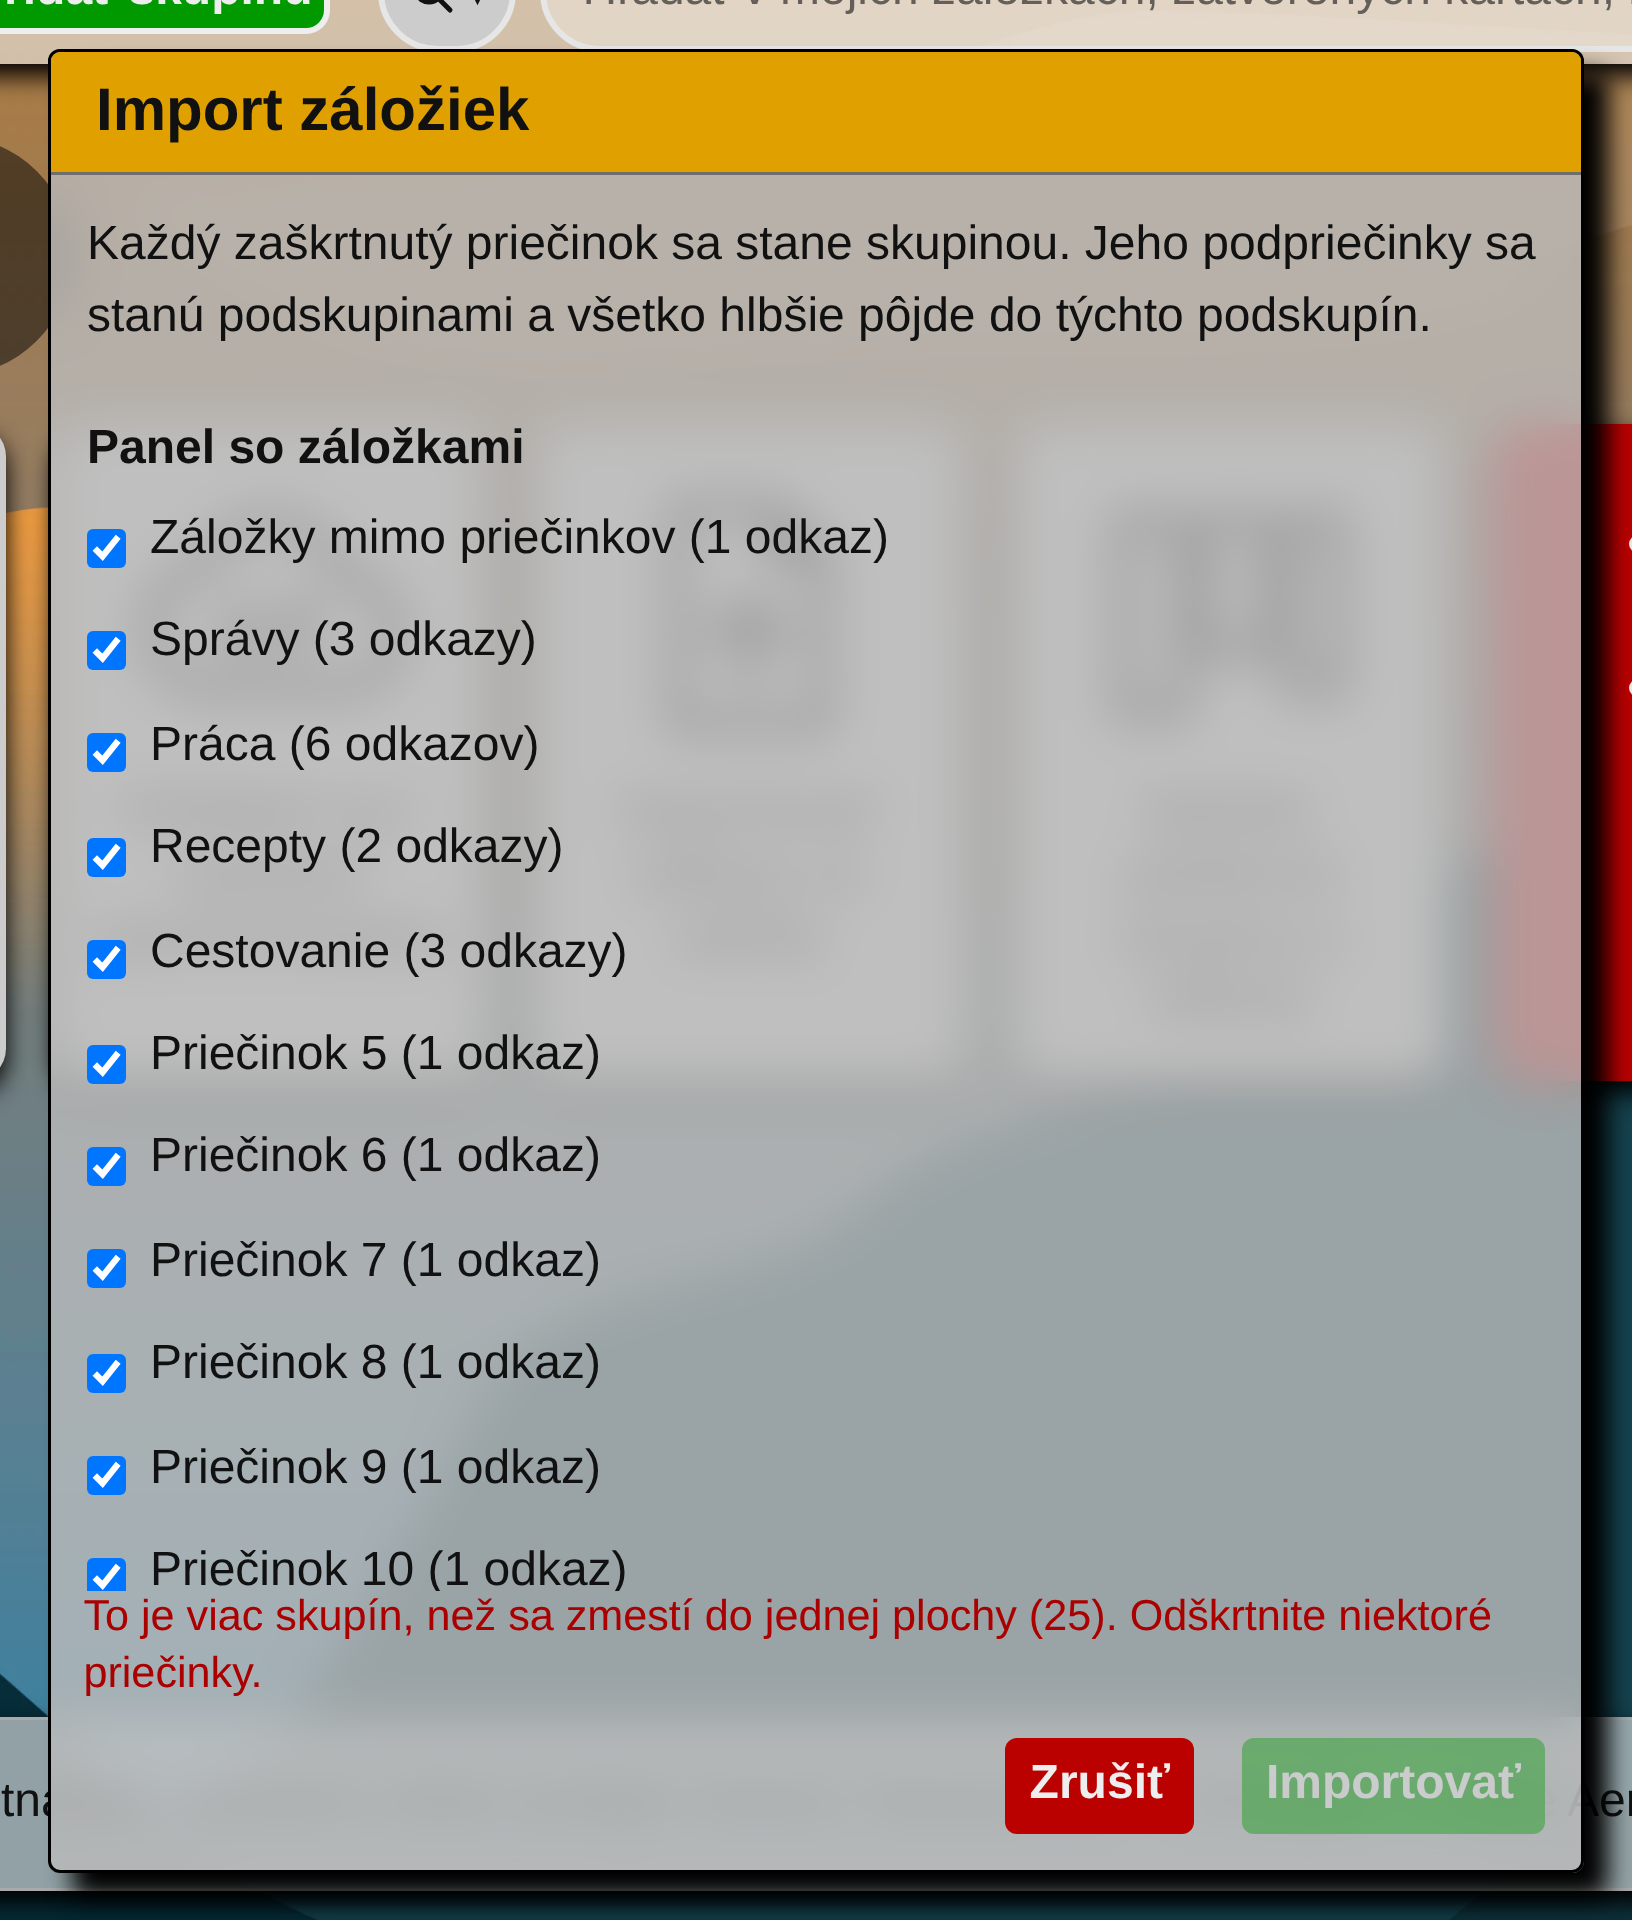 Import záložiek
Každý zaškrtnutý priečinok sa stane skupinou. Jeho podpriečinky sa
stanú podskupinami a všetko hlbšie pôjde do týchto podskupín.
Panel so záložkami
Záložky mimo priečinkov (1 odkaz)
Správy (3 odkazy)
Práca (6 odkazov)
Recepty (2 odkazy)
Cestovanie (3 odkazy)
Priečinok 5 (1 odkaz)
Priečinok 6 (1 odkaz)
Priečinok 7 (1 odkaz)
Priečinok 8 (1 odkaz)
Priečinok 9 (1 odkaz)
Priečinok 10 (1 odkaz)
To je viac skupín, než sa zmestí do jednej plochy (25). Odškrtnite niektoré
priečinky.
Zrušiť Importovať